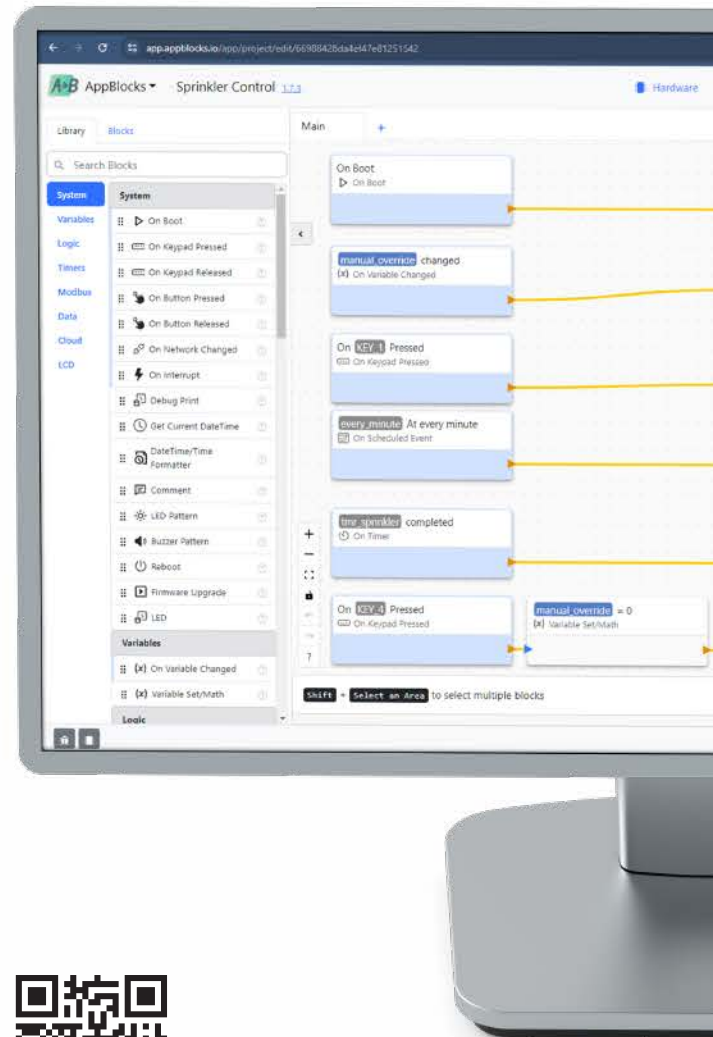 app.appblocks.io/app/project/edit/66988428da4ef47e81251542
A+B AppBlocks Sprinkler Control 1.7.3 Hardware
Library Blocks
Main +
Search Blocks
System
Variables
Logic
Timers
Modbus
Data
Cloud
LCD
System
On Boot
On Keypad Pressed
On Keypad Released
On Button Pressed
On Button Released
On Network Changed
On Interrupt
Debug Print
Get Current DateTime
DateTime/Time
Formatter
Comment
LED Pattern
Buzzer Pattern
Reboot
Firmware Upgrade
LED
Variables
(x) On Variable Changed
(x) Variable Set/Math
Logic
On Boot
On Boot
manual_override changed
(x) On Variable Changed
On KEY_1 Pressed
On Keypad Pressed
every_minute At every minute
On Scheduled Event
tmr_sprinkler completed
On Timer
On KEY_4 Pressed
On Keypad Pressed
manual_override = 0
(x) Variable Set/Math
?
Shift + Select an Area to select multiple blocks